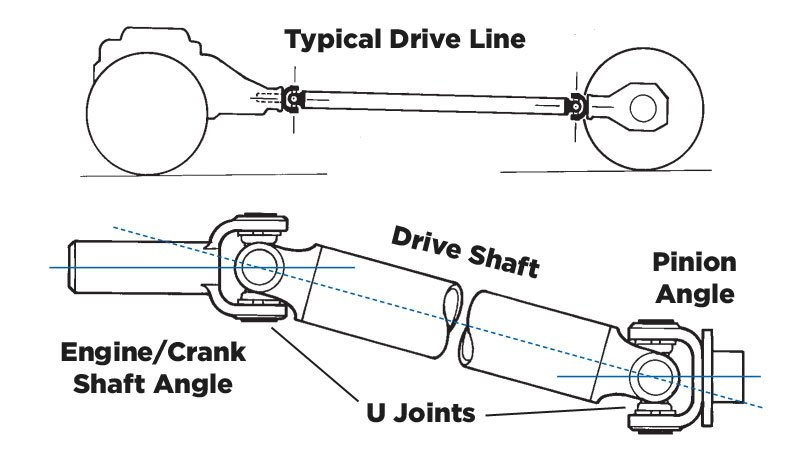 Typical Drive Line
Drive Shaft
Pinion
Angle
Engine/Crank
Shaft Angle
U Joints